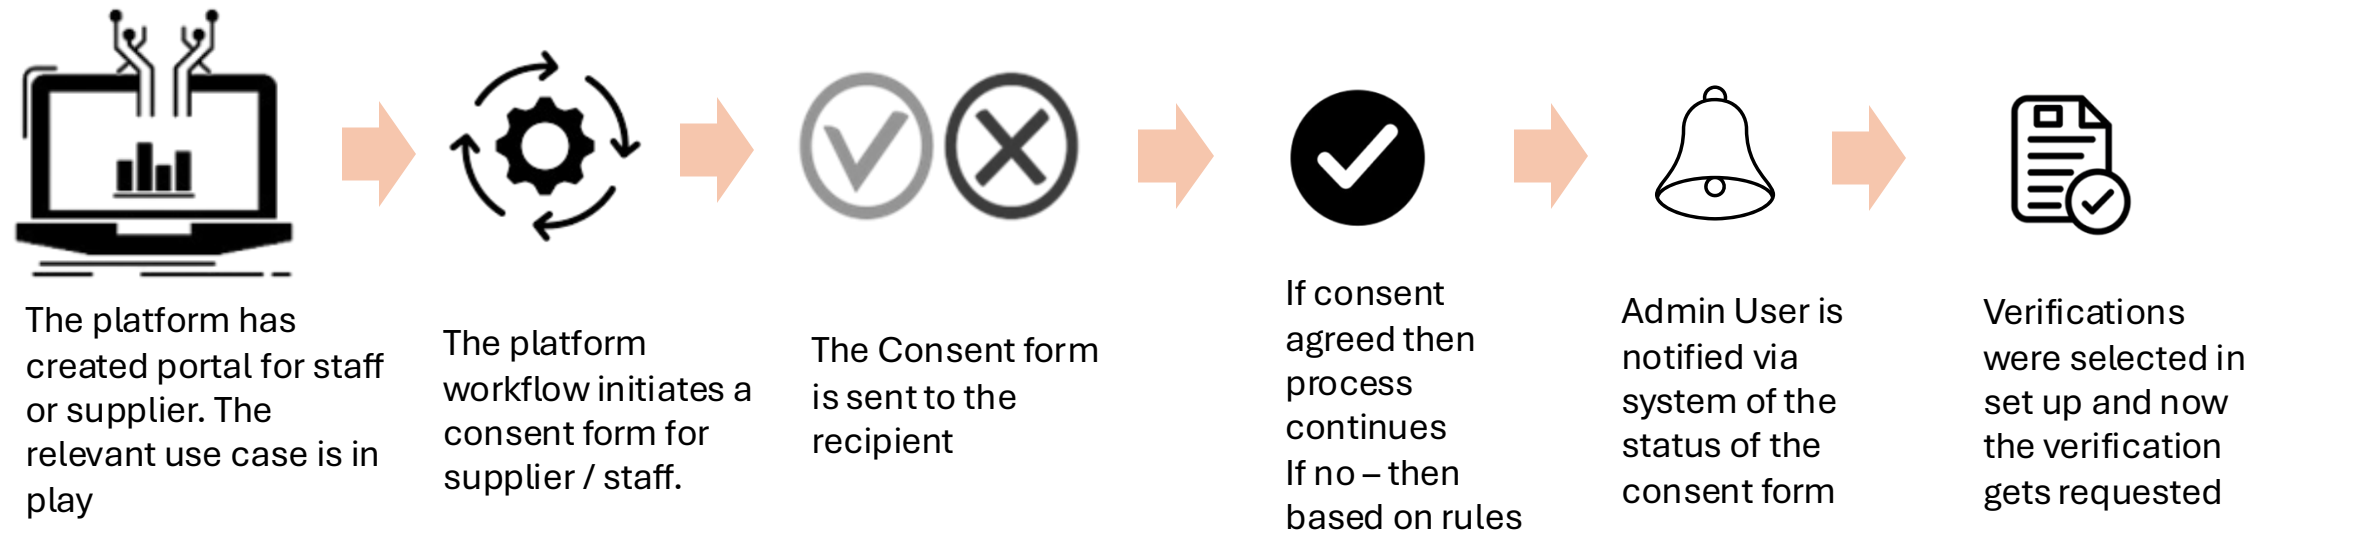 The platform has
created portal for staff
or supplier. The
relevant use case is in
play
The platform
workflow initiates a
consent form for
supplier / staff.
The Consent form
is sent to the
recipient
If consent
agreed then
process
continues
If no – then
based on rules
Admin User is
notified via
system of the
status of the
consent form
Verifications
were selected in
set up and now
the verification
gets requested